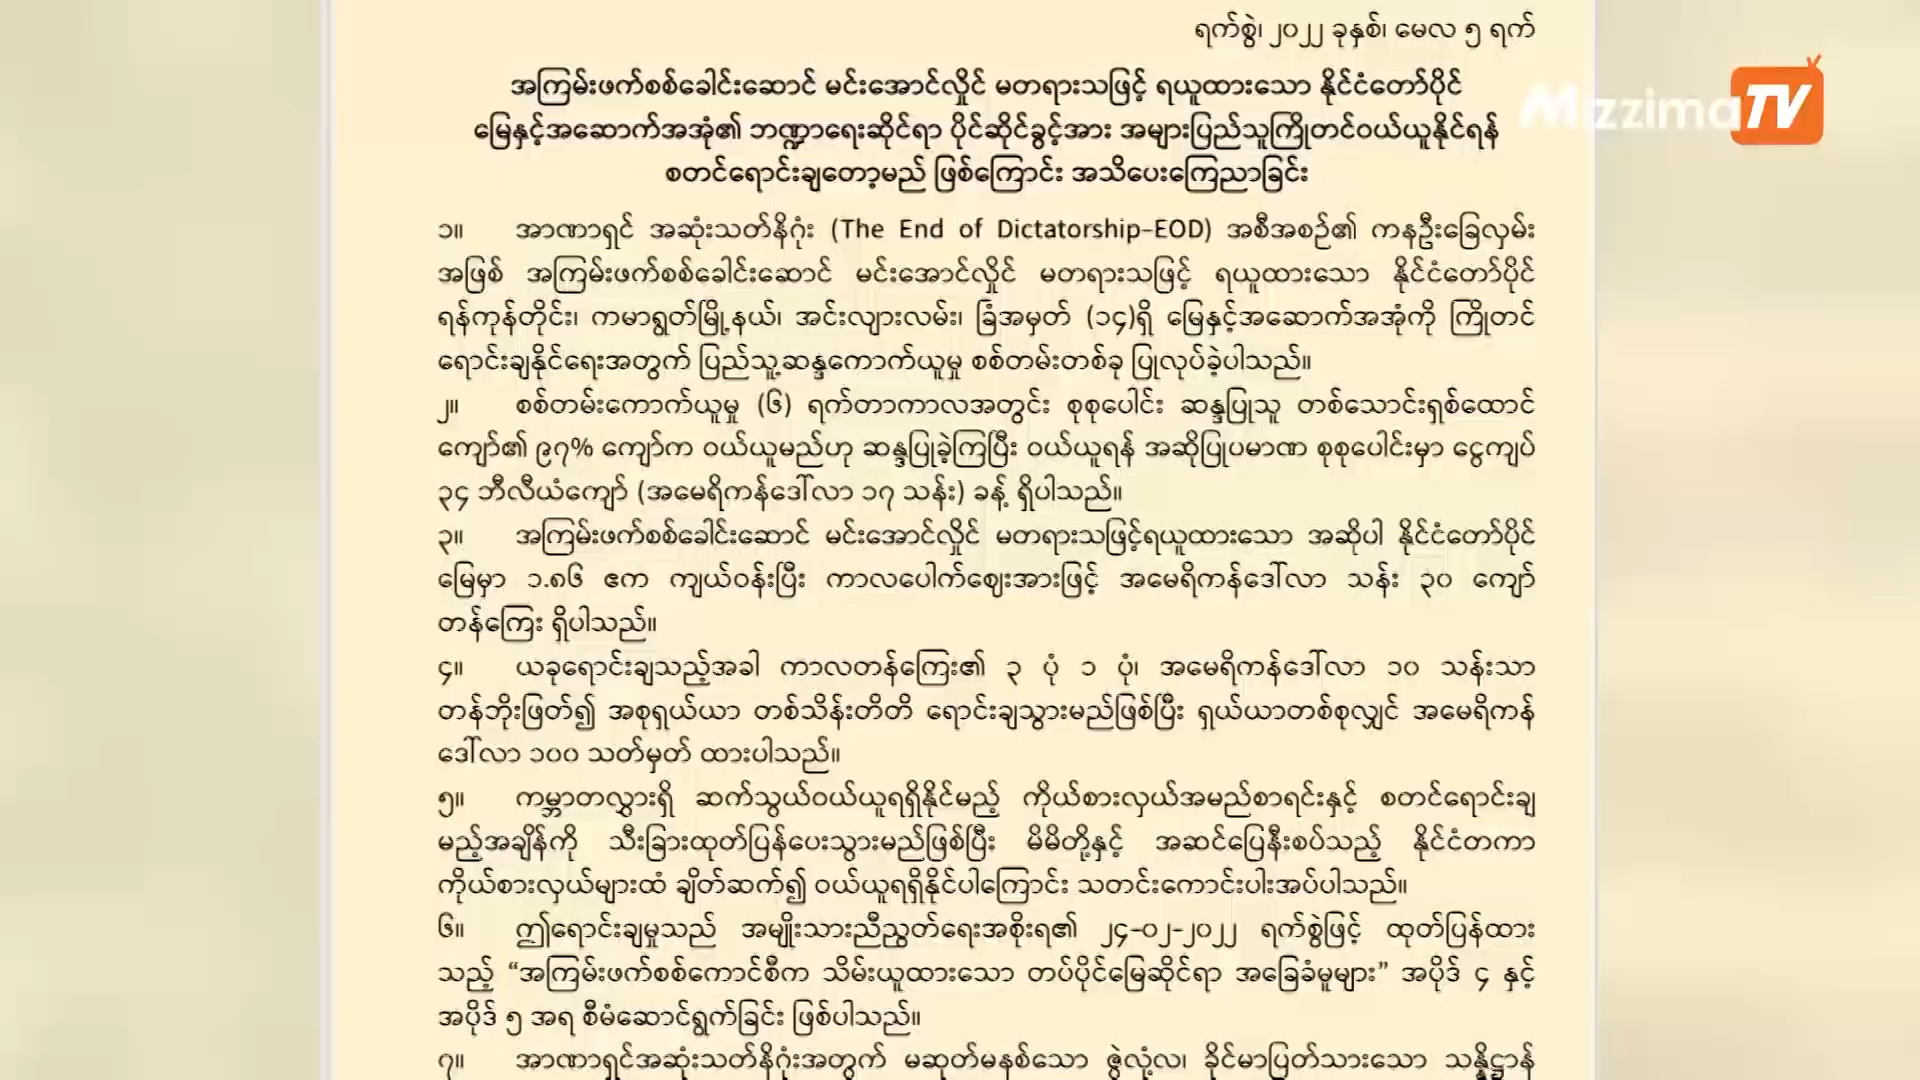 ရက်စွဲ၊ ၂၀၂၂ ခုနှစ်၊ မေလ ၅ ရက်
Mizzima TV
အကြမ်းဖက်စစ်ခေါင်းဆောင် မင်းအောင်လှိုင် မတရားသဖြင့် ရယူထားသော နိုင်ငံတော်ပိုင်
မြေနှင့်အဆောက်အအုံ၏ ဘဏ္ဍာရေးဆိုင်ရာ ပိုင်ဆိုင်ခွင့်အား အများပြည်သူကြိုတင်ဝယ်ယူနိုင်ရန်
စတင်ရောင်းချတော့မည် ဖြစ်ကြောင်း အသိပေးကြေညာခြင်း
၁။ အာဏာရှင် အဆုံးသတ်နိဂုံး (The End of Dictatorship-EOD) အစီအစဉ်၏ ကနဦးခြေလှမ်း
အဖြစ် အကြမ်းဖက်စစ်ခေါင်းဆောင် မင်းအောင်လှိုင် မတရားသဖြင့် ရယူထားသော နိုင်ငံတော်ပိုင်
ရန်ကုန်တိုင်း၊ ကမာရွတ်မြို့နယ်၊ အင်းလျားလမ်း၊ ခြံအမှတ် (၁၄)ရှိ မြေနှင့်အဆောက်အအုံကို ကြိုတင်
ရောင်းချနိုင်ရေးအတွက် ပြည်သူ့ဆန္ဒကောက်ယူမှု စစ်တမ်းတစ်ခု ပြုလုပ်ခဲ့ပါသည်။
၂။ စစ်တမ်းကောက်ယူမှု (၆) ရက်တာကာလအတွင်း စုစုပေါင်း ဆန္ဒပြုသူ တစ်သောင်းရှစ်ထောင်
ကျော်၏ ၉၇% ကျော်က ဝယ်ယူမည်ဟု ဆန္ဒပြုခဲ့ကြပြီး ဝယ်ယူရန် အဆိုပြုပမာဏ စုစုပေါင်းမှာ ငွေကျပ်
၃၄ ဘီလီယံကျော် (အမေရိကန်ဒေါ်လာ ၁၇ သန်း) ခန့် ရှိပါသည်။
၃။ အကြမ်းဖက်စစ်ခေါင်းဆောင် မင်းအောင်လှိုင် မတရားသဖြင့်ရယူထားသော အဆိုပါ နိုင်ငံတော်ပိုင်
မြေမှာ ၁.၈၆ ဧက ကျယ်ဝန်းပြီး ကာလပေါက်ဈေးအားဖြင့် အမေရိကန်ဒေါ်လာ သန်း ၃၀ ကျော်
တန်ကြေး ရှိပါသည်။
၄။ ယခုရောင်းချသည့်အခါ ကာလတန်ကြေး၏ ၃ ပုံ ၁ ပုံ၊ အမေရိကန်ဒေါ်လာ ၁၀ သန်းသာ
တန်ဘိုးဖြတ်၍ အစုရှယ်ယာ တစ်သိန်းတိတိ ရောင်းချသွားမည်ဖြစ်ပြီး ရှယ်ယာတစ်စုလျှင် အမေရိကန်
ဒေါ်လာ ၁၀၀ သတ်မှတ် ထားပါသည်။
၅။ ကမ္ဘာတလွှားရှိ ဆက်သွယ်ဝယ်ယူရရှိနိုင်မည့် ကိုယ်စားလှယ်အမည်စာရင်းနှင့် စတင်ရောင်းချ
မည့်အချိန်ကို သီးခြားထုတ်ပြန်ပေးသွားမည်ဖြစ်ပြီး မိမိတို့နှင့် အဆင်ပြေနီးစပ်သည့် နိုင်ငံတကာ
ကိုယ်စားလှယ်များထံ ချိတ်ဆက်၍ ဝယ်ယူရရှိနိုင်ပါကြောင်း သတင်းကောင်းပါးအပ်ပါသည်။
၆။ ဤရောင်းချမှုသည် အမျိုးသားညီညွတ်ရေးအစိုးရ၏ ၂၄-၀၂-၂၀၂၂ ရက်စွဲဖြင့် ထုတ်ပြန်ထား
သည့် “အကြမ်းဖက်စစ်ကောင်စီက သိမ်းယူထားသော တပ်ပိုင်မြေဆိုင်ရာ အခြေခံမူများ” အပိုဒ် ၄ နှင့်
အပိုဒ် ၅ အရ စီမံဆောင်ရွက်ခြင်း ဖြစ်ပါသည်။
၇။ အာဏာရှင်အဆုံးသတ်နိဂုံးအတွက် မဆုတ်မနစ်သော ဇွဲလုံ့လ၊ ခိုင်မာပြတ်သားသော သန္နိဋ္ဌာန်